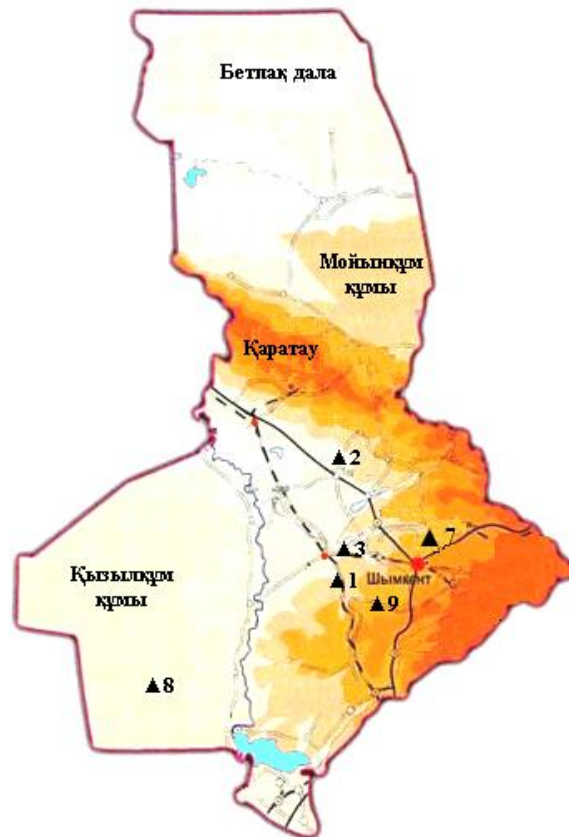 Бетпақ дала
Мойынқұм
құмы
Қаратау
▲2
▲7
▲3
Қызылқұм
құмы
▲1
Шымкент
▲9
▲8